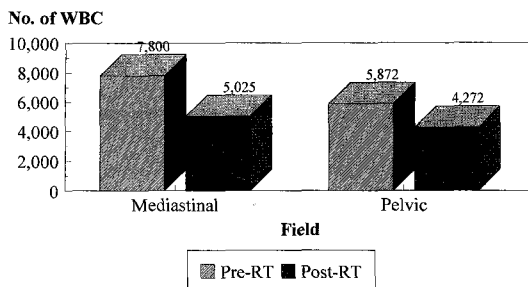 No. of WBC
10,000
8,000
6,000
4,000
2,000
0
7,800
5,025
5,872
4,272
Mediastinal
Pelvic
Field
Pre-RT
Post-RT